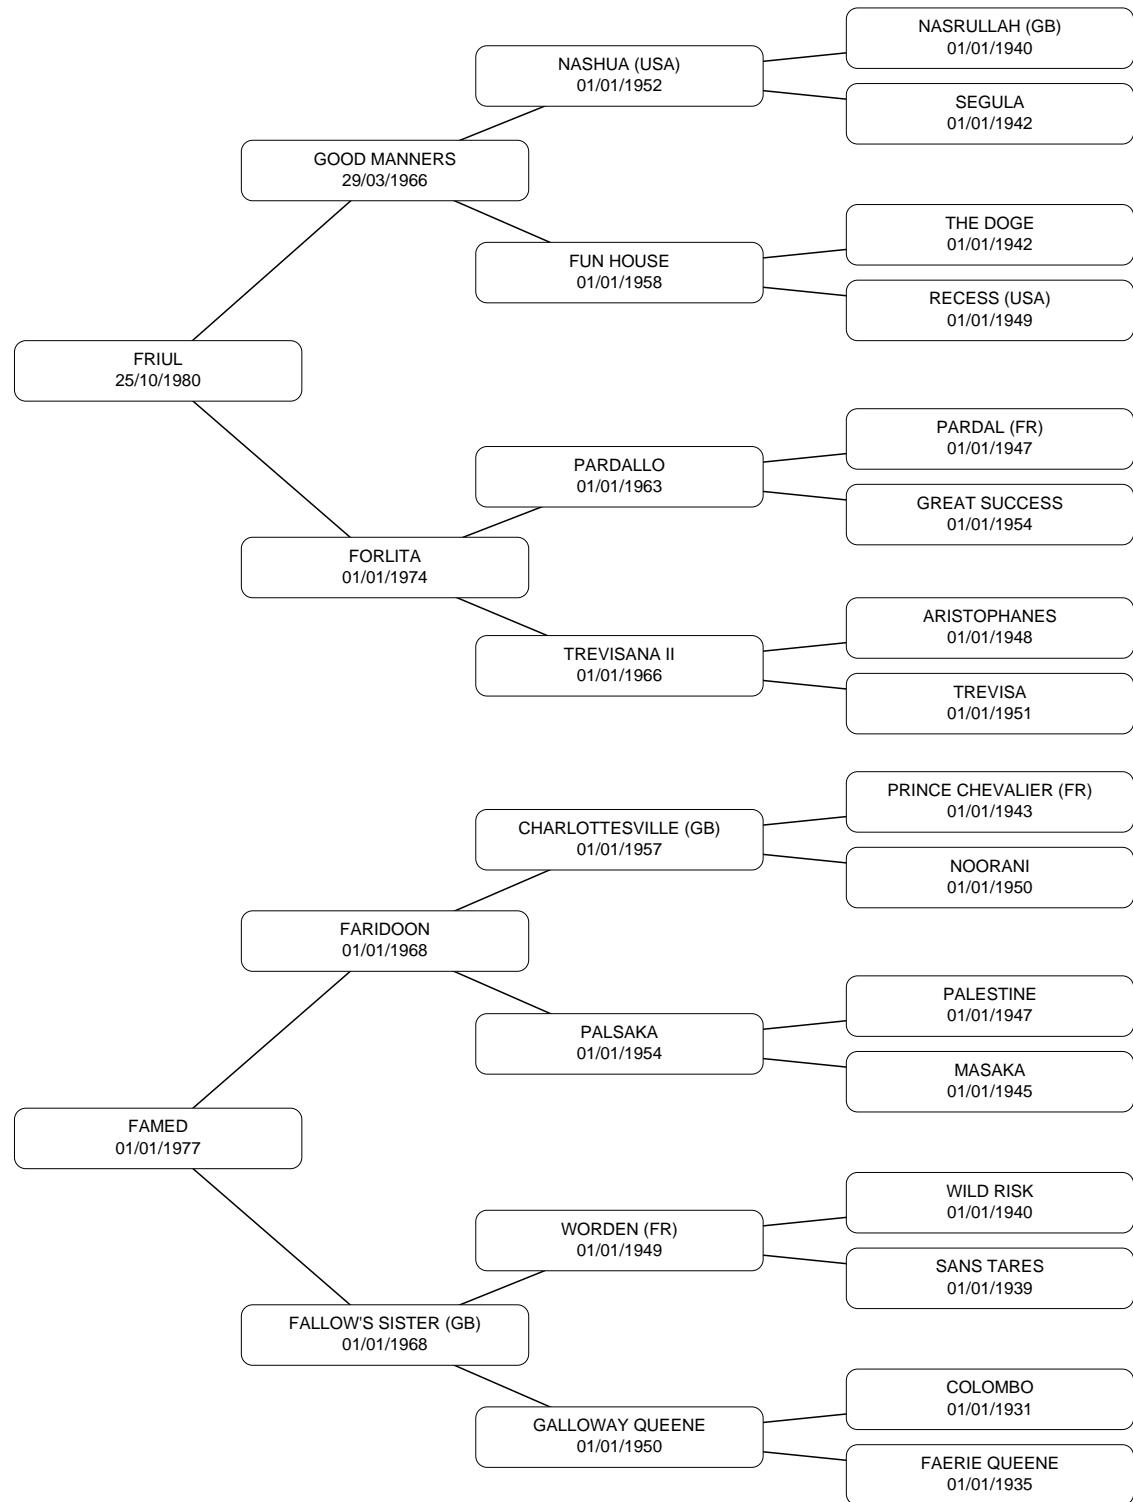 NASRULLAH (GB)
01/01/1940
NASHUA (USA)
01/01/1952
SEGULA
01/01/1942
GOOD MANNERS
29/03/1966
THE DOGE
01/01/1942
FUN HOUSE
01/01/1958
RECESS (USA)
01/01/1949
FRIUL
25/10/1980
PARDAL (FR)
01/01/1947
PARDALLO
01/01/1963
GREAT SUCCESS
01/01/1954
FORLITA
01/01/1974
ARISTOPHANES
01/01/1948
TREVISANA II
01/01/1966
TREVISA
01/01/1951
PRINCE CHEVALIER (FR)
01/01/1943
CHARLOTTESVILLE (GB)
01/01/1957
NOORANI
01/01/1950
FARIDOON
01/01/1968
PALESTINE
01/01/1947
PALSAKA
01/01/1954
MASAKA
01/01/1945
FAMED
01/01/1977
WILD RISK
01/01/1940
WORDEN (FR)
01/01/1949
SANS TARES
01/01/1939
FALLOW'S SISTER (GB)
01/01/1968
COLOMBO
01/01/1931
GALLOWAY QUEENE
01/01/1950
FAERIE QUEENE
01/01/1935